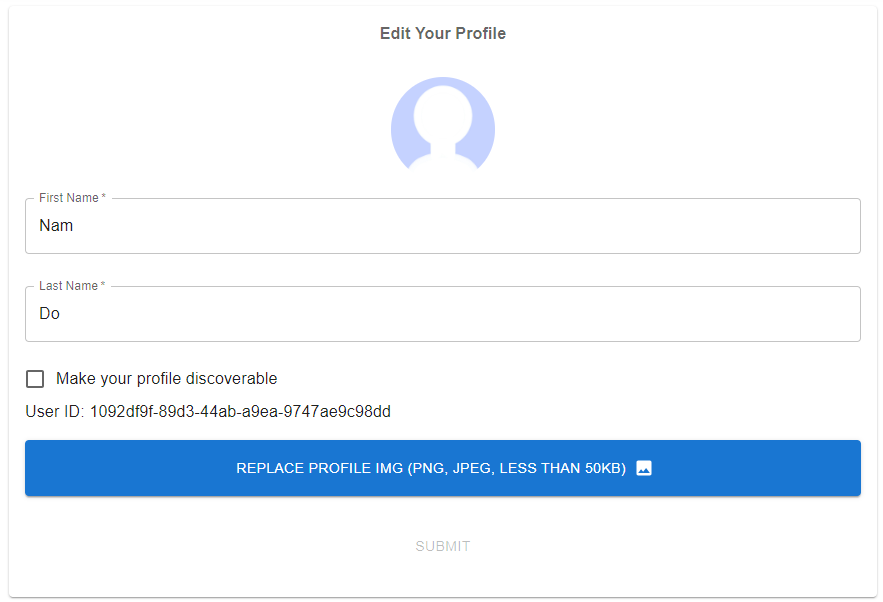 Edit Your Profile
First Name *
Nam
Last Name *
Do
Make your profile discoverable
User ID: 1092df9f-89d3-44ab-a9ea-9747ae9c98dd
REPLACE PROFILE IMG (PNG, JPEG, LESS THAN 50KB)
SUBMIT